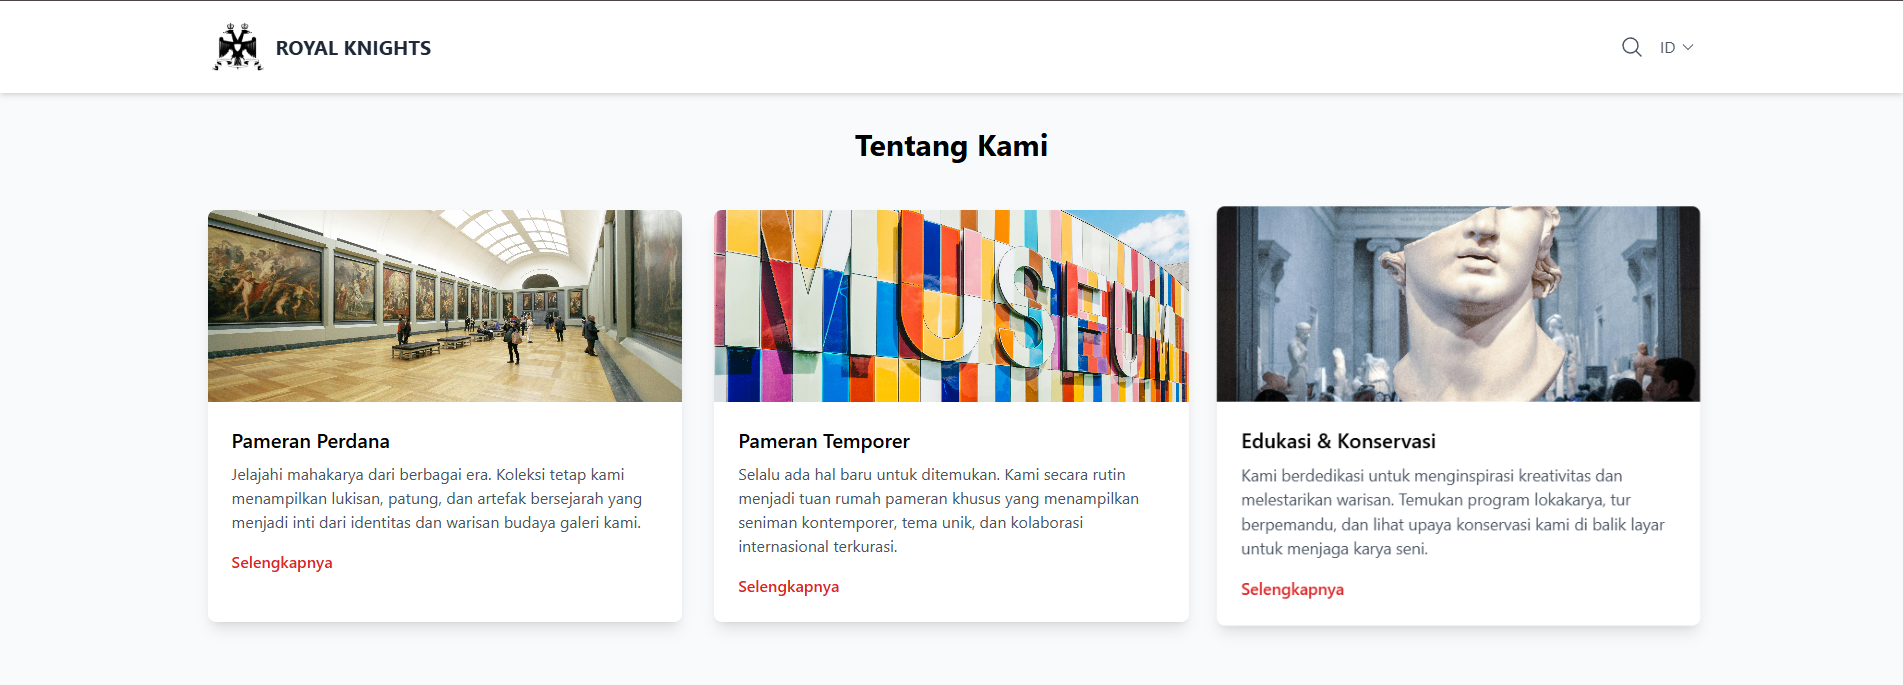 ROYAL KNIGHTS
ID
Tentang Kami
MUSEUM
Pameran Perdana
Jelajahi mahakarya dari berbagai era. Koleksi tetap kami
menampilkan lukisan, patung, dan artefak bersejarah yang
menjadi inti dari identitas dan warisan budaya galeri kami.
Selengkapnya
Pameran Temporer
Selalu ada hal baru untuk ditemukan. Kami secara rutin
menjadi tuan rumah pameran khusus yang menampilkan
seniman kontemporer, tema unik, dan kolaborasi
internasional terkurasi.
Selengkapnya
Edukasi & Konservasi
Kami berdedikasi untuk menginspirasi kreativitas dan
melestarikan warisan. Temukan program lokakarya, tur
berpemandu, dan lihat upaya konservasi kami di balik layar
untuk menjaga karya seni.
Selengkapnya